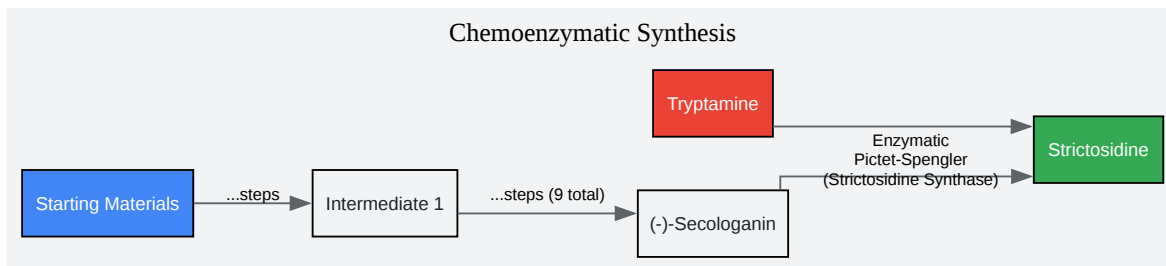 Chemoenzymatic Synthesis
Tryptamine
Enzymatic
Pictet-Spengler
(Strictosidine Synthase)
Strictosidine
Starting Materials
...steps
Intermediate 1
...steps (9 total)
(-)-Secologanin